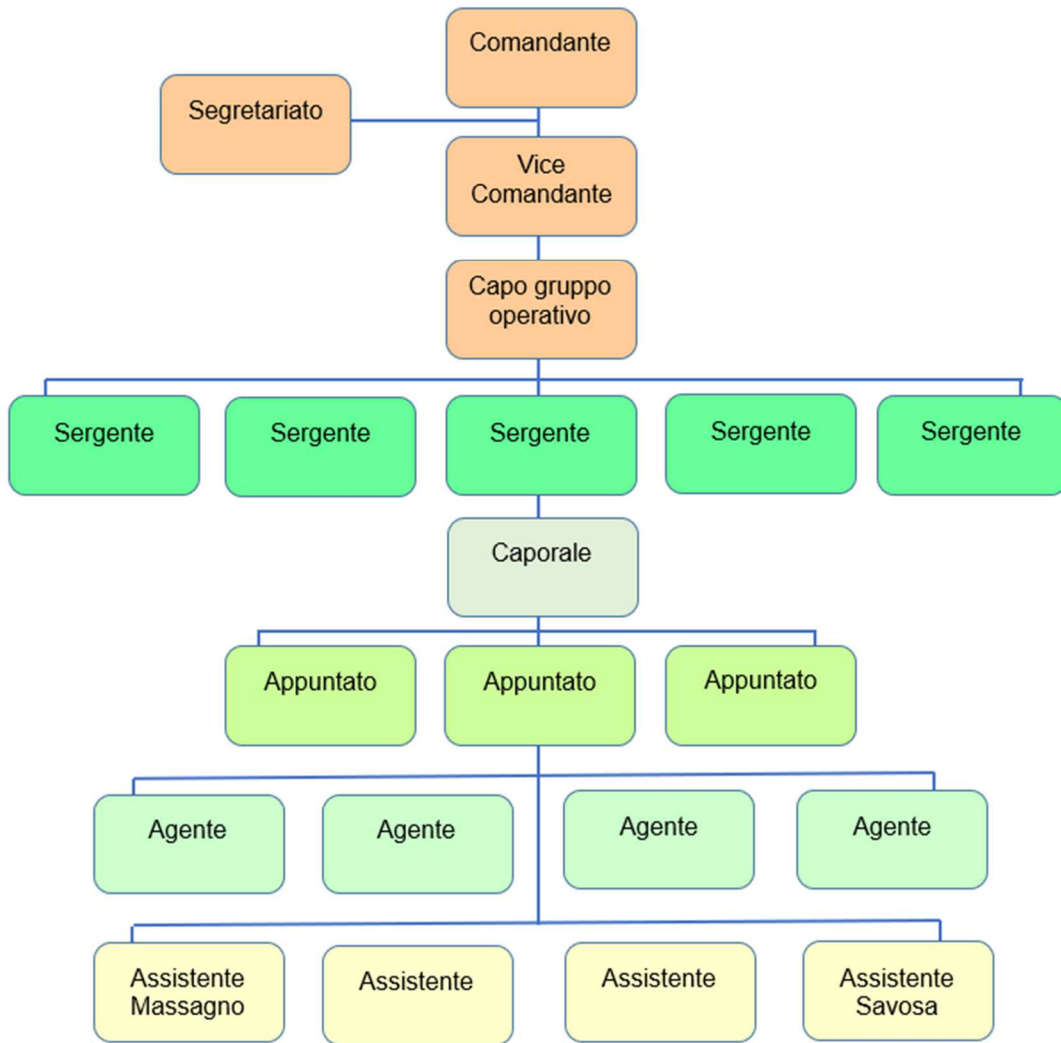 Comandante
Segretariato
Vice
Comandante
Capo gruppo
operativo
Sergente
Sergente
Sergente
Sergente
Sergente
Caporale
Appuntato
Appuntato
Appuntato
Agente
Agente
Agente
Agente
Assistente
Massagno
Assistente
Assistente
Assistente
Savosa